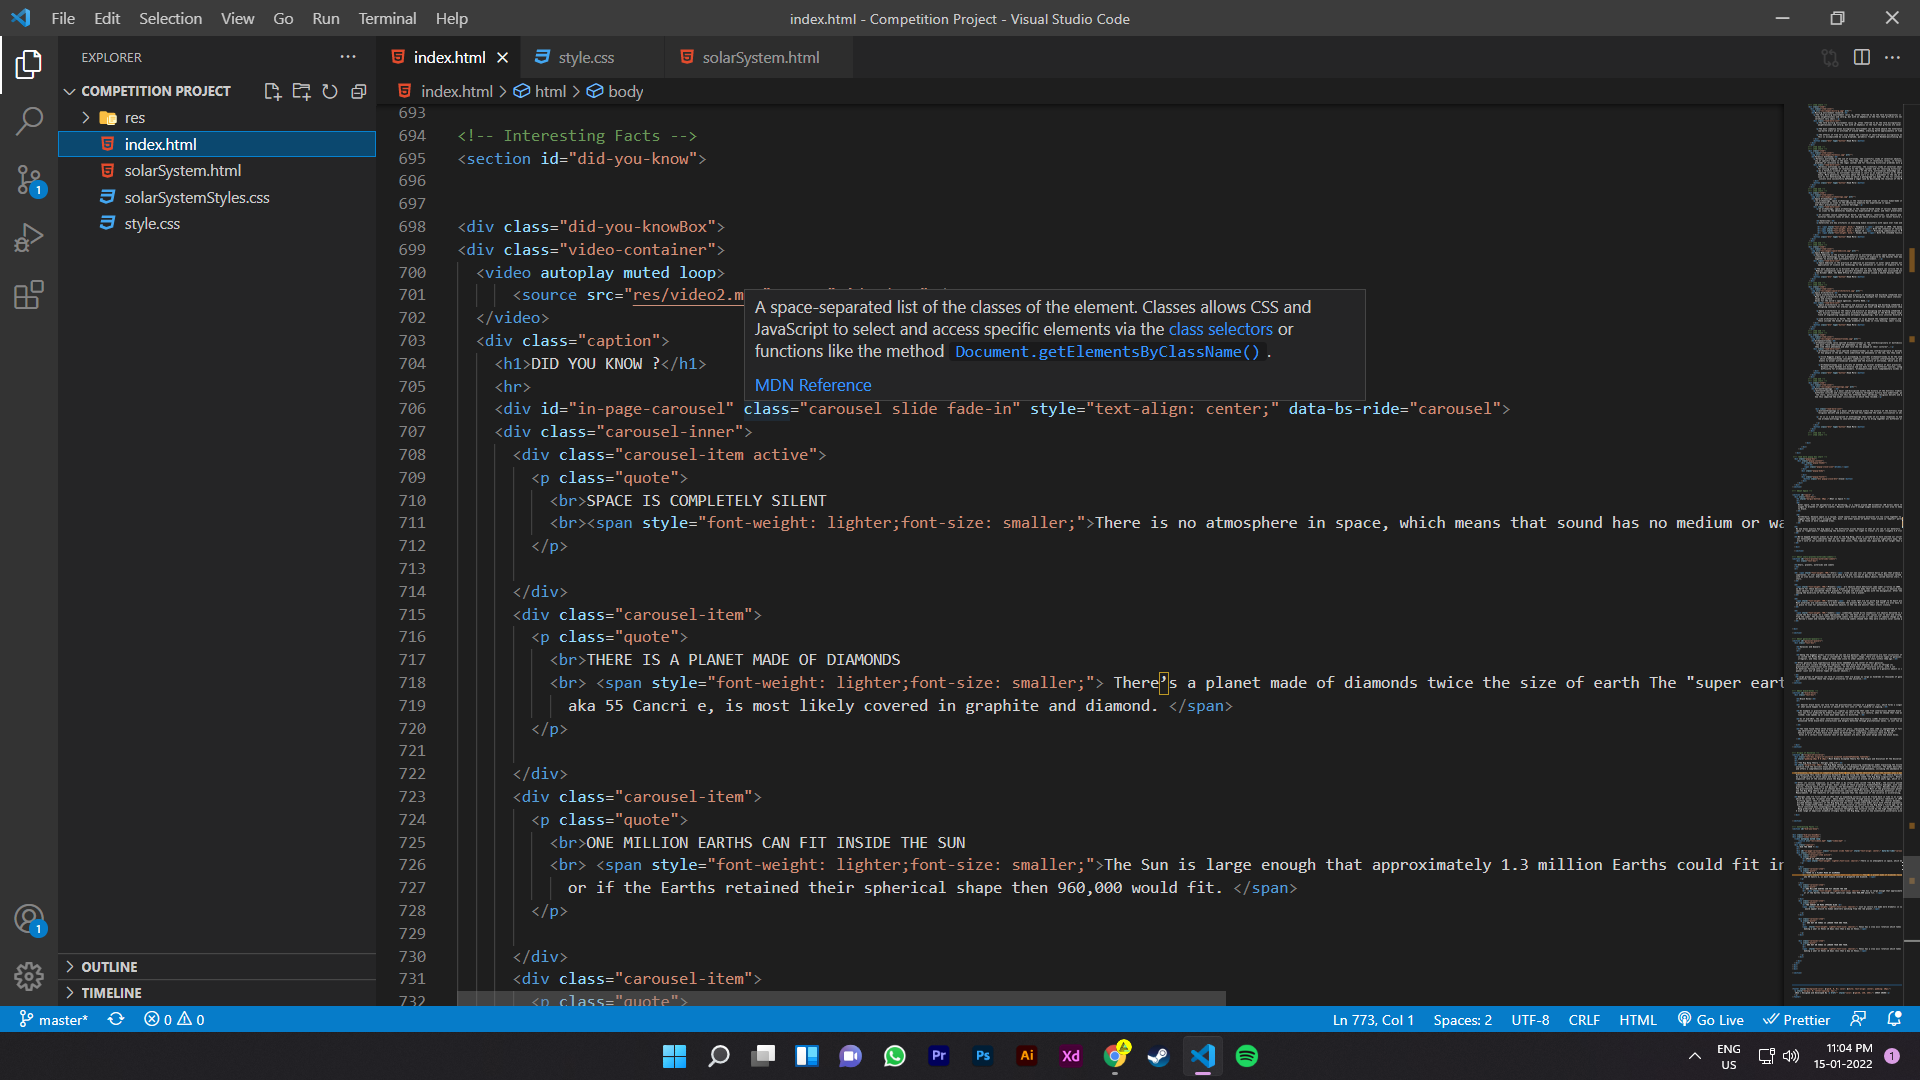 File Edit Selection View Go Run Terminal Help
index.html - Competition Project - Visual Studio Code
EXPLORER
COMPETITION PROJECT
res
index.html
solarSystem.html
solarSystemStyles.css
style.css
OUTLINE
TIMELINE
1
1
index.html
style.css
solarSystem.html
index.html > html > body
693
694 <!-- Interesting Facts -->
695 <section id="did-you-know">
696
697
698 <div class="did-you-knowBox">
699 <div class="video-container">
700 <video autoplay muted loop>
701 <source src="res/video2.m
702 </video>
703 <div class="caption">
704 <h1>DID YOU KNOW ?</h1>
705 <hr>
706 <div id="in-page-carousel" class="carousel slide fade-in" style="text-align: center;" data-bs-ride="carousel">
707 <div class="carousel-inner">
708 <div class="carousel-item active">
709 <p class="quote">
710 <br>SPACE IS COMPLETELY SILENT
711 <br><span style="font-weight: lighter;font-size: smaller;">There is no atmosphere in space, which means that sound has no medium or wa
712 </p>
713
714 </div>
715 <div class="carousel-item">
716 <p class="quote">
717 <br>THERE IS A PLANET MADE OF DIAMONDS
718 <br> <span style="font-weight: lighter;font-size: smaller;"> There’s a planet made of diamonds twice the size of earth The "super eart
719 aka 55 Cancri e, is most likely covered in graphite and diamond. </span>
720 </p>
721
722 </div>
723 <div class="carousel-item">
724 <p class="quote">
725 <br>ONE MILLION EARTHS CAN FIT INSIDE THE SUN
726 <br> <span style="font-weight: lighter;font-size: smaller;">The Sun is large enough that approximately 1.3 million Earths could fit in
727 or if the Earths retained their spherical shape then 960,000 would fit. </span>
728 </p>
729
730 </div>
731 <div class="carousel-item">
732 <p class="quote">
A space-separated list of the classes of the element. Classes allows CSS and
JavaScript to select and access specific elements via the class selectors or
functions like the method Document.getElementsByClassName().
MDN Reference
master* 0 0
Ln 773, Col 1 Spaces: 2 UTF-8 CRLF HTML Go Live Prettier
Pr Ps Ai Xd
ENG
US
11:04 PM
15-01-2022
1